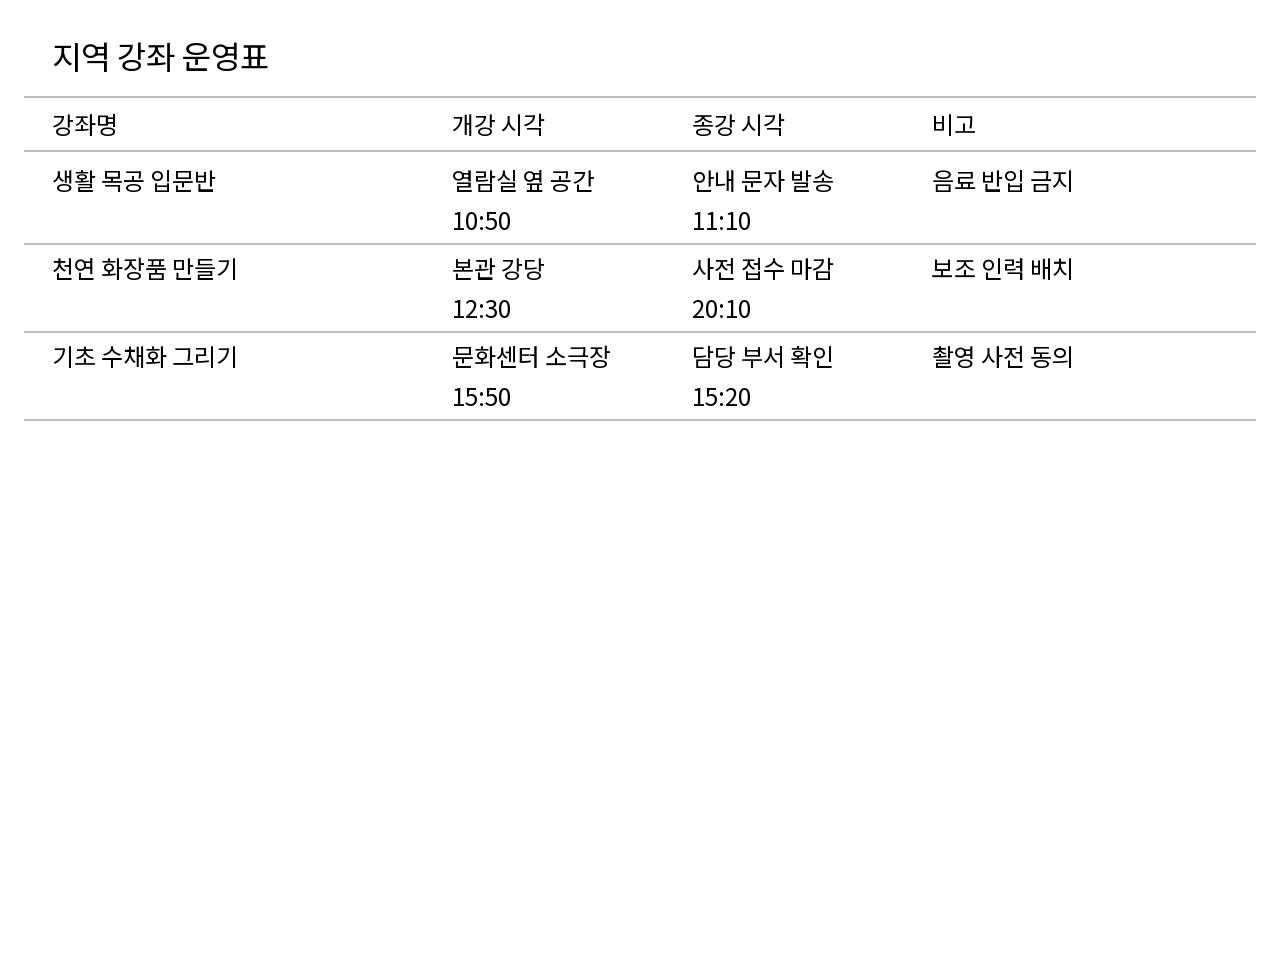 지역 강좌 운영표
강좌명 개강 시각 종강 시각 비고
생활 목공 입문반 열람실 옆 공간 안내 문자 발송 음료 반입 금지
10:50 11:10
천연 화장품 만들기 본관 강당 사전 접수 마감 보조 인력 배치
12:30 20:10
기초 수채화 그리기 문화센터 소극장 담당 부서 확인 촬영 사전 동의
15:50 15:20